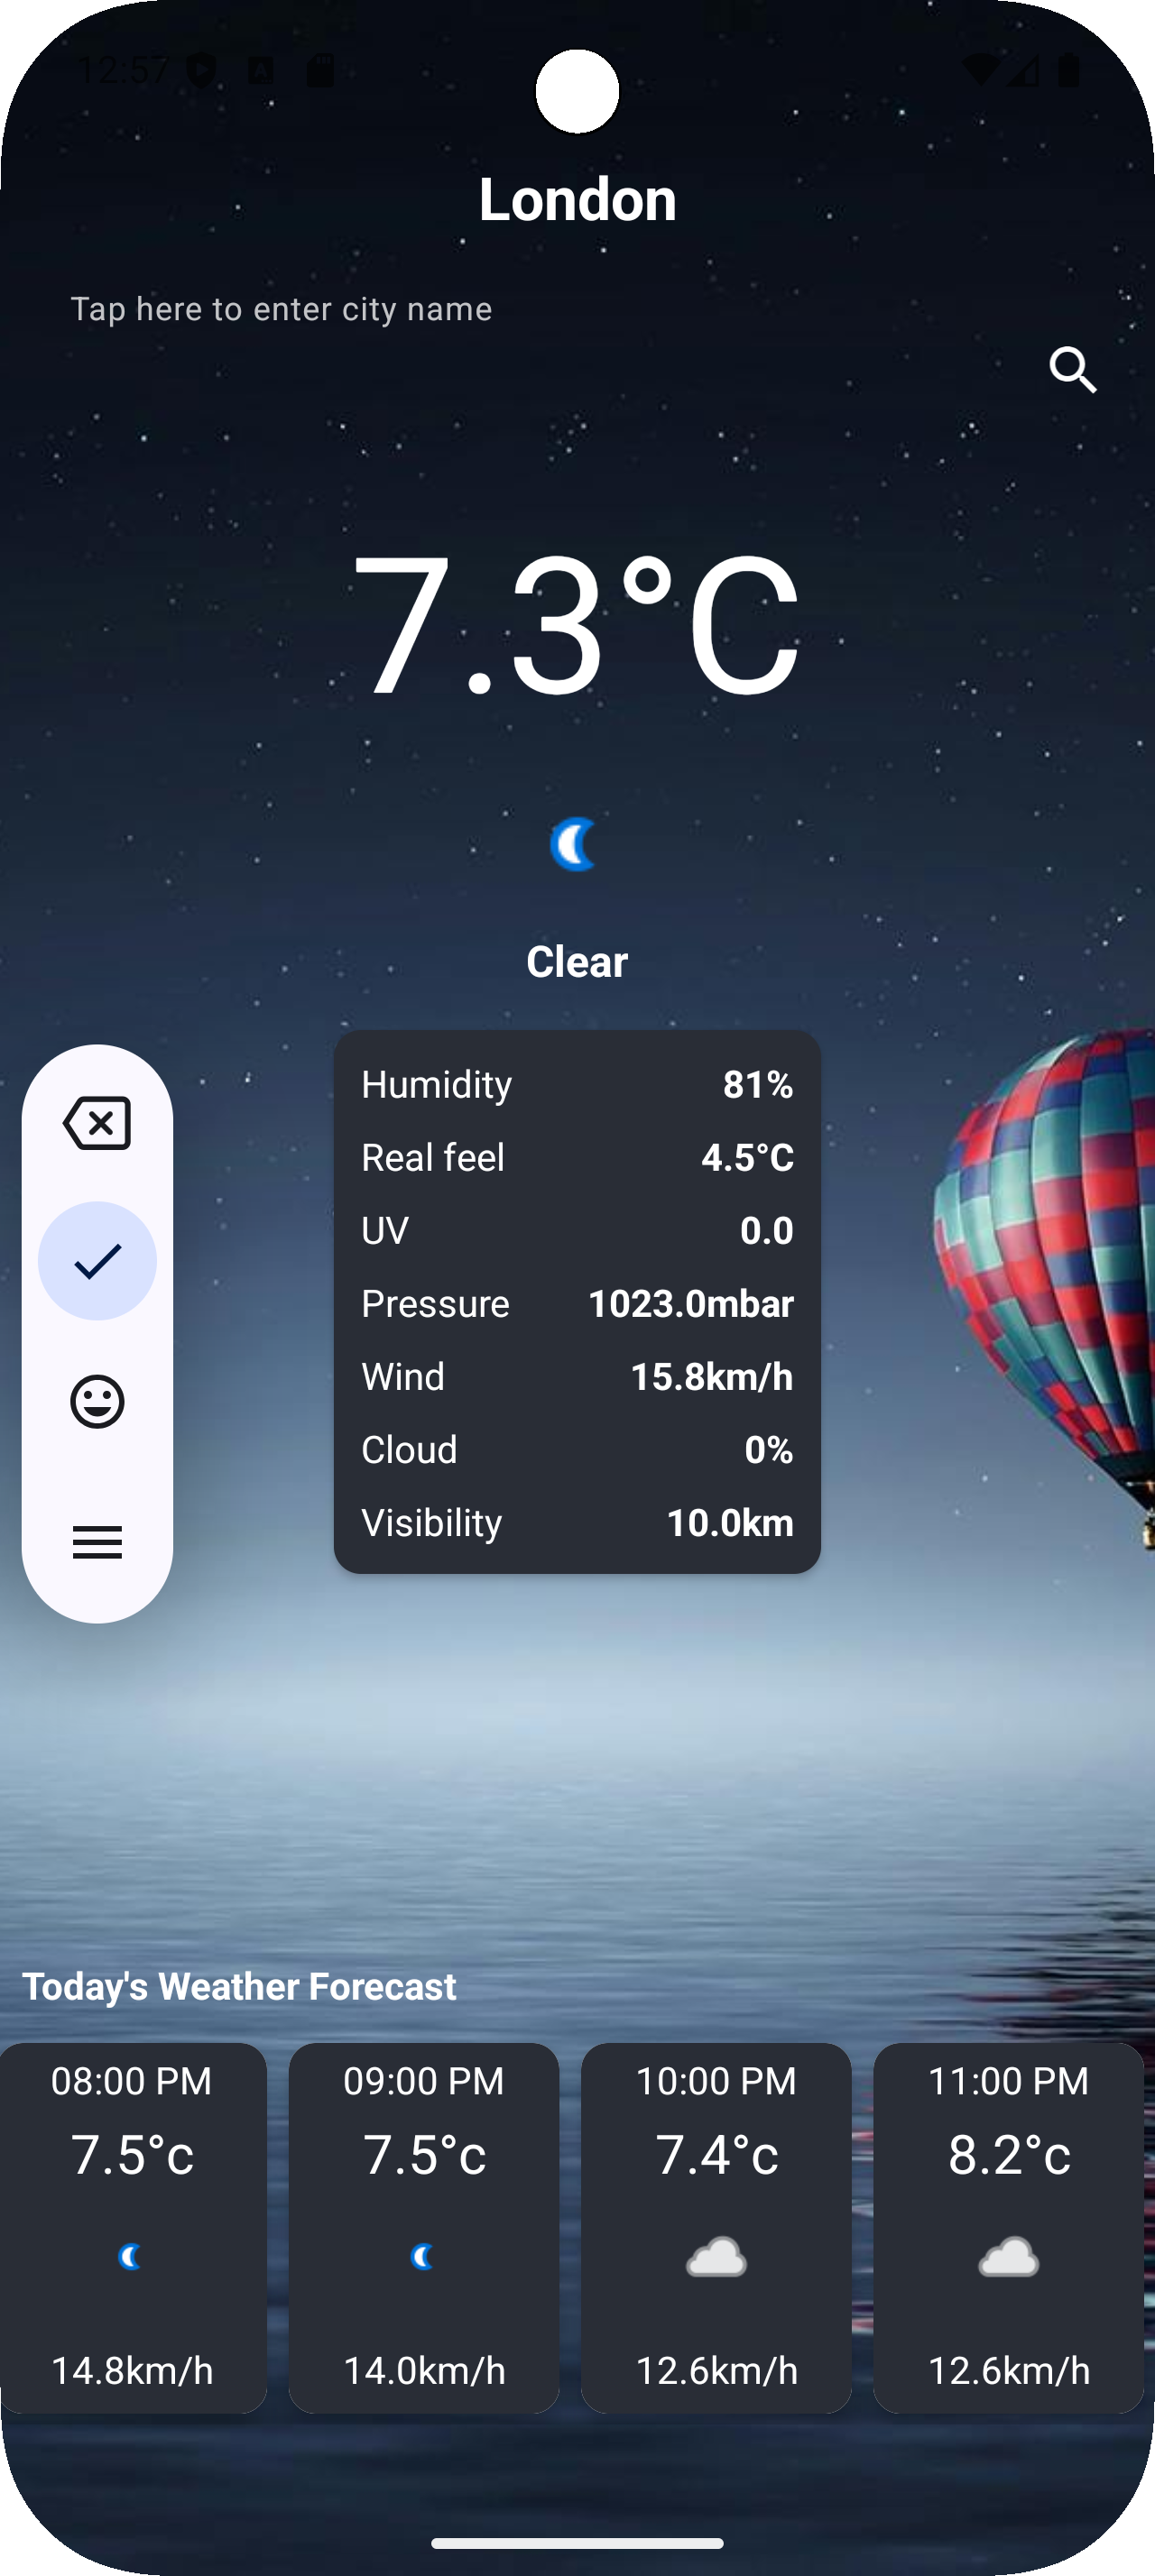 12:57
London
Tap here to enter city name
7.3°C
Clear
Humidity 81%
Real feel 4.5°C
UV 0.0
Pressure 1023.0mbar
Wind 15.8km/h
Cloud 0%
Visibility 10.0km
Today's Weather Forecast
08:00 PM 09:00 PM 10:00 PM 11:00 PM
7.5°c 7.5°c 7.4°c 8.2°c
14.8km/h 14.0km/h 12.6km/h 12.6km/h